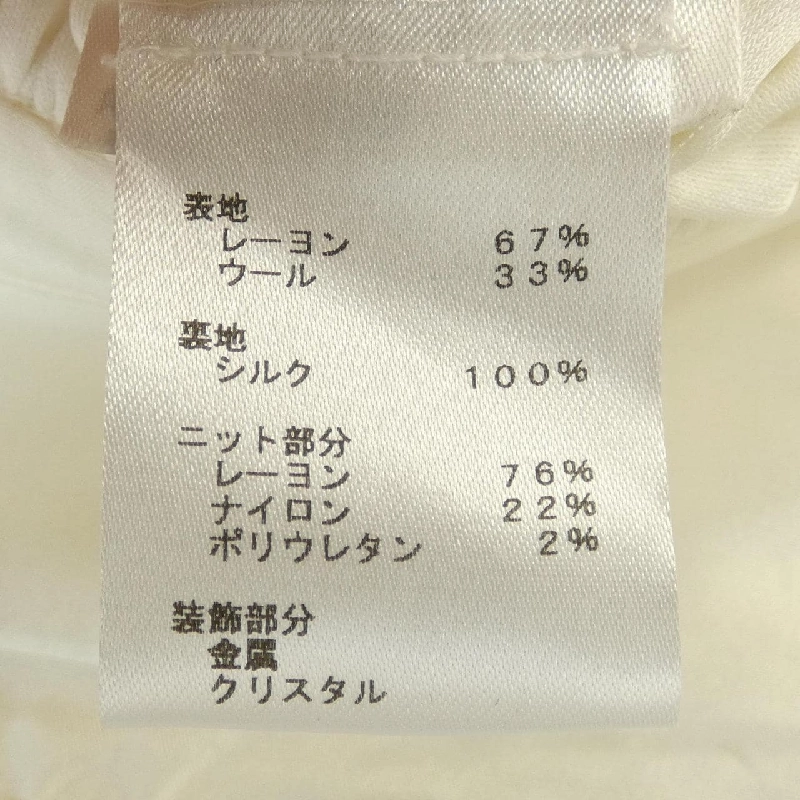 表地
レーヨン 67%
ウール 33%
裏地
シルク 100%
ニット部分
レーヨン 76%
ナイロン 22%
ポリウレタン 2%
装飾部分
金属
クリスタル